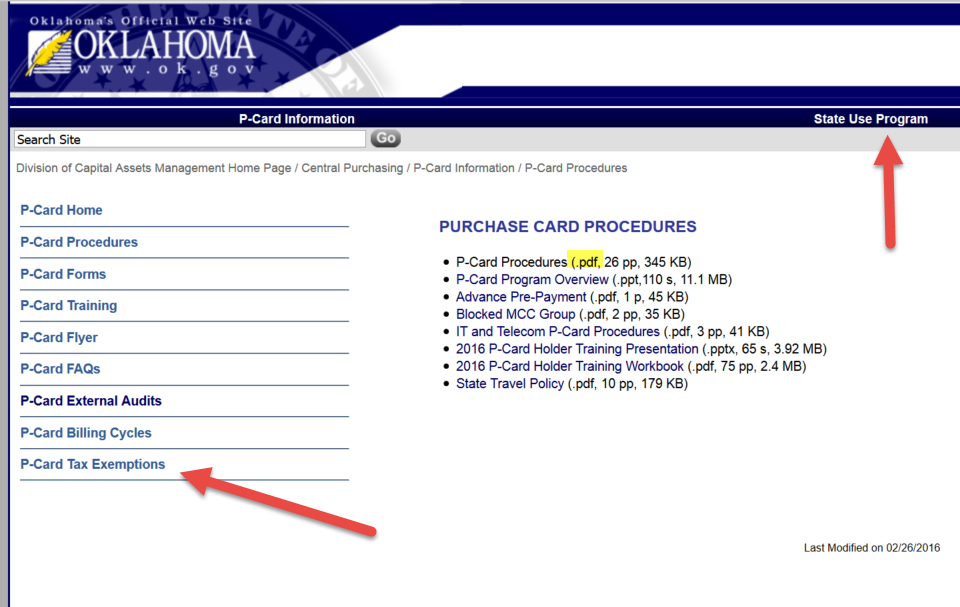 Oklahoma's Official Web Site
OKLAHOMA
www.ok.gov
P-Card Information
State Use Program
Search Site
Go
Division of Capital Assets Management Home Page / Central Purchasing / P-Card Information / P-Card Procedures
P-Card Home
P-Card Procedures
P-Card Forms
P-Card Training
P-Card Flyer
P-Card FAQs
P-Card External Audits
P-Card Billing Cycles
P-Card Tax Exemptions
PURCHASE CARD PROCEDURES
• P-Card Procedures (.pdf, 26 pp, 345 KB)
• P-Card Program Overview (.ppt,110 s, 11.1 MB)
• Advance Pre-Payment (.pdf, 1 p, 45 KB)
• Blocked MCC Group (.pdf, 2 pp, 35 KB)
• IT and Telecom P-Card Procedures (.pdf, 3 pp, 41 KB)
• 2016 P-Card Holder Training Presentation (.pptx, 65 s, 3.92 MB)
• 2016 P-Card Holder Training Workbook (.pdf, 75 pp, 2.4 MB)
• State Travel Policy (.pdf, 10 pp, 179 KB)
Last Modified on 02/26/2016